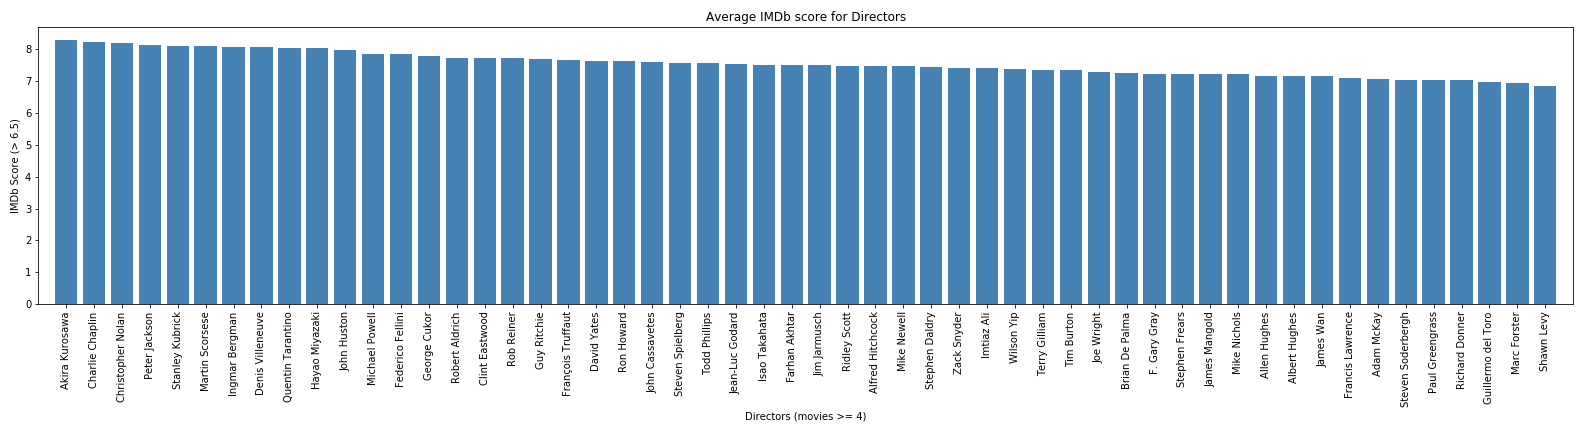 Average IMDb score for Directors
IMDb Score (> 6.5)
8
7
6
5
4
3
2
1
0
Akira Kurosawa
Charlie Chaplin
Christopher Nolan
Peter Jackson
Stanley Kubrick
Martin Scorsese
Ingmar Bergman
Denis Villeneuve
Quentin Tarantino
Hayao Miyazaki
John Huston
Michael Powell
Federico Fellini
George Cukor
Robert Aldrich
Clint Eastwood
Rob Reiner
Guy Ritchie
François Truffaut
David Yates
Ron Howard
John Cassavetes
Steven Spielberg
Todd Phillips
Jean-Luc Godard
Isao Takahata
Farhan Akhtar
Jim Jarmusch
Ridley Scott
Alfred Hitchcock
Mike Newell
Stephen Daldry
Zack Snyder
Imtiaz Ali
Wilson Yip
Terry Gilliam
Tim Burton
Joe Wright
Brian De Palma
F. Gary Gray
Stephen Frears
James Mangold
Mike Nichols
Allen Hughes
Albert Hughes
James Wan
Francis Lawrence
Adam McKay
Steven Soderbergh
Paul Greengrass
Richard Donner
Guillermo del Toro
Marc Forster
Shawn Levy
Directors (movies >= 4)